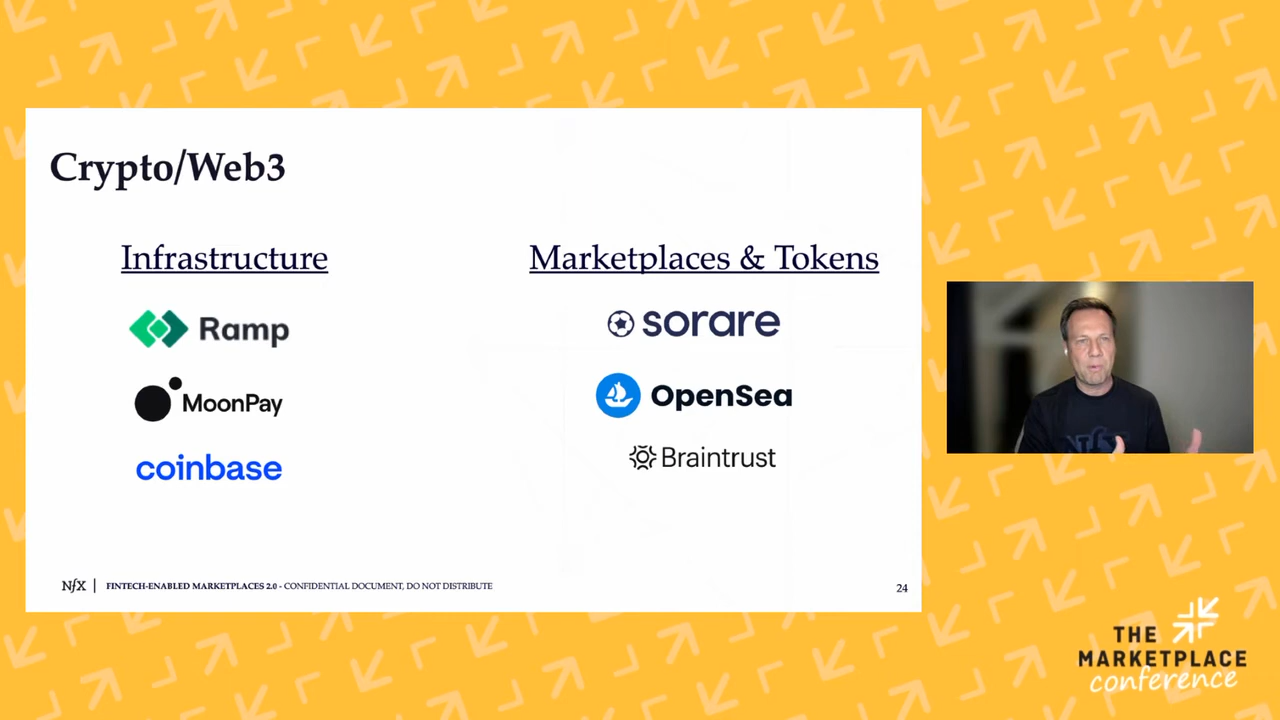 Crypto/Web3
Infrastructure
Ramp
MoonPay
coinbase
Marketplaces & Tokens
sorare
OpenSea
Braintrust
NfX | FINTECH-ENABLED MARKETPLACES 2.0 - CONFIDENTIAL DOCUMENT, DO NOT DISTRIBUTE
24
NfX
THE
MARKETPLACE
conference